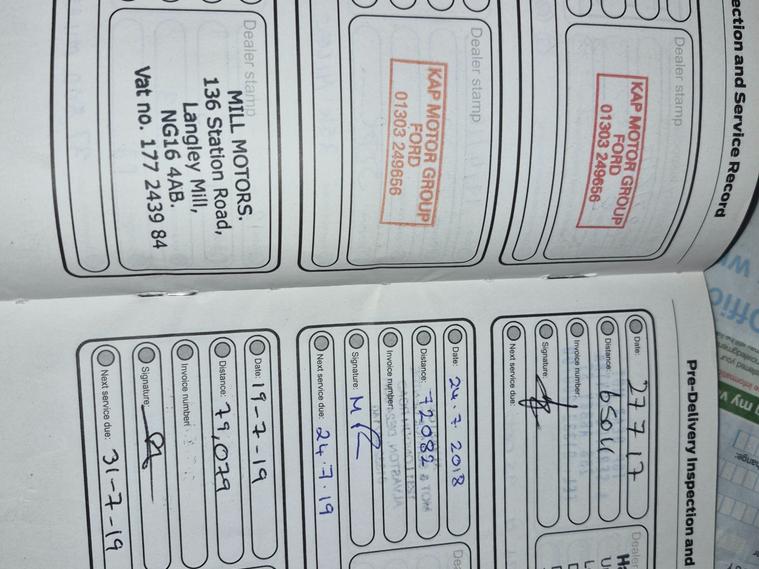 ection and Service Record
Dealer stamp
KAP MOTOR GROUP
FORD
01303 249656
Dealer stamp
KAP MOTOR GROUP
FORD
01303 249656
Dealer stamp
MILL MOTORS.
136 Station Road,
Langley Mill,
NG16 4AB.
Vat no. 177 2439 84
Pre-Delivery Inspection and
Date: 27 7 17
Distance:
Invoice number:
Signature:
Next service due:
Date: 24.7 2018
Distance: 72082
Invoice number:
Signature: MR
Next service due: 24.7.19
Date: 19-7-19
Distance: 79,079
Invoice number:
Signature:
Next service due: 31-7-19
Dealer